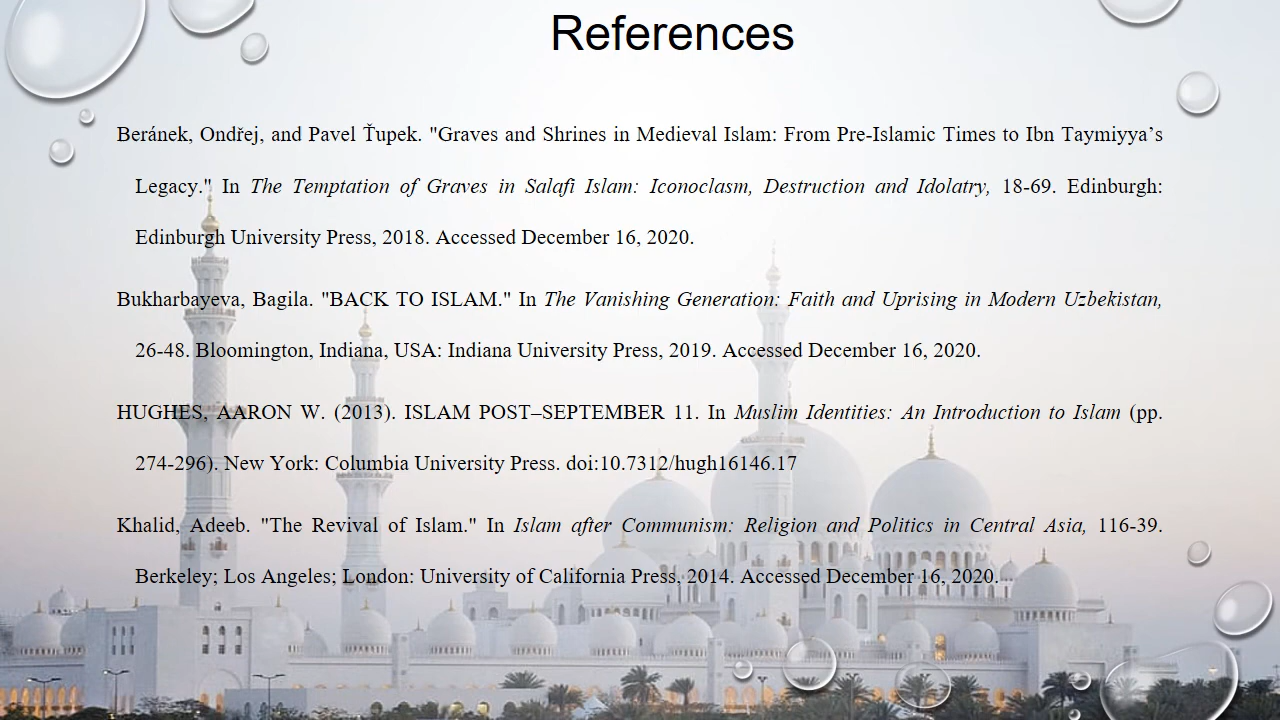 References
Beránek, Ondřej, and Pavel Ťupek. "Graves and Shrines in Medieval Islam: From Pre-Islamic Times to Ibn Taymiyya’s
Legacy." In The Temptation of Graves in Salafi Islam: Iconoclasm, Destruction and Idolatry, 18-69. Edinburgh:
Edinburgh University Press, 2018. Accessed December 16, 2020.
Bukharbayeva, Bagila. "BACK TO ISLAM." In The Vanishing Generation: Faith and Uprising in Modern Uzbekistan,
26-48. Bloomington, Indiana, USA: Indiana University Press, 2019. Accessed December 16, 2020.
HUGHES, AARON W. (2013). ISLAM POST–SEPTEMBER 11. In Muslim Identities: An Introduction to Islam (pp.
274-296). New York: Columbia University Press. doi:10.7312/hugh16146.17
Khalid, Adeeb. "The Revival of Islam." In Islam after Communism: Religion and Politics in Central Asia, 116-39.
Berkeley; Los Angeles; London: University of California Press, 2014. Accessed December 16, 2020.